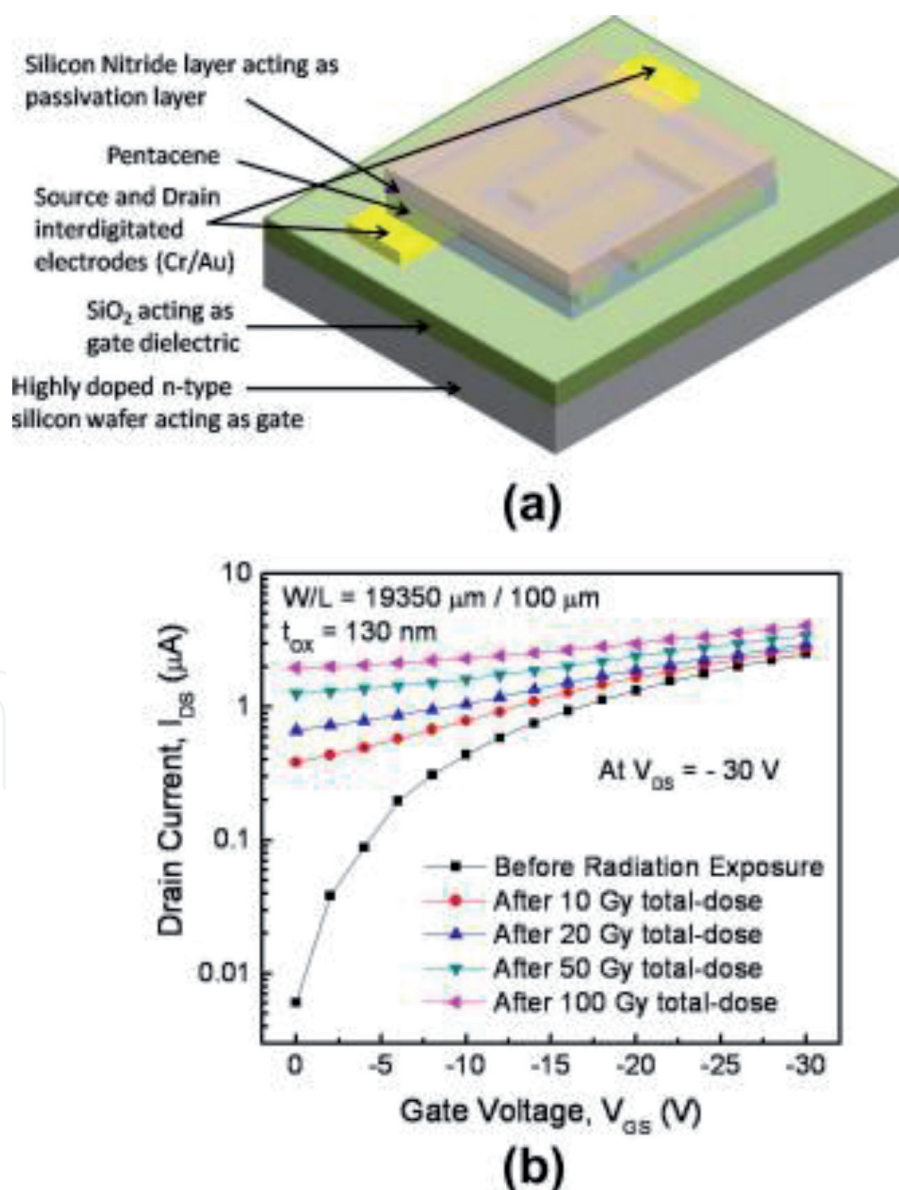 Silicon Nitride layer acting as
passivation layer
Pentacene
Source and Drain
interdigitated
electrodes (Cr/Au)
SiO₂ acting as
gate dielectric
Highly doped n-type
silicon wafer acting as gate
(a)
W/L = 19350 μm / 100 μm
t_ox = 130 nm
At V_DS = - 30 V
Before Radiation Exposure
After 10 Gy total-dose
After 20 Gy total-dose
After 50 Gy total-dose
After 100 Gy total-dose
Drain Current, I_DS (μA)
10
1
0.1
0.01
0 -5 -10 -15 -20 -25 -30
Gate Voltage, V_GS (V)
(b)